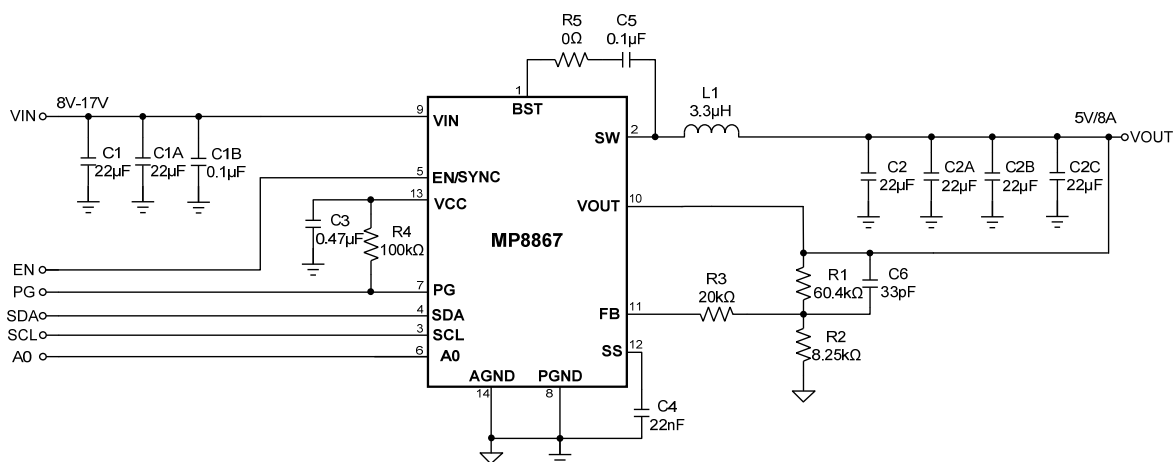 R5
0Ω
C5
0.1µF
1
BST
VIN
8V-17V
9
VIN
C1
22µF
C1A
22µF
C1B
0.1µF
SW
2
L1
3.3µH
5V/8A
VOUT
C2
22µF
C2A
22µF
C2B
22µF
C2C
22µF
5
EN/SYNC
13
VCC
C3
0.47µF
R4
100kΩ
VOUT
10
MP8867
EN
PG
7
PG
SDA
4
SDA
SCL
3
SCL
A0
6
A0
R1
60.4kΩ
C6
33pF
R3
20kΩ
FB
11
R2
8.25kΩ
SS
12
AGND
14
PGND
8
C4
22nF